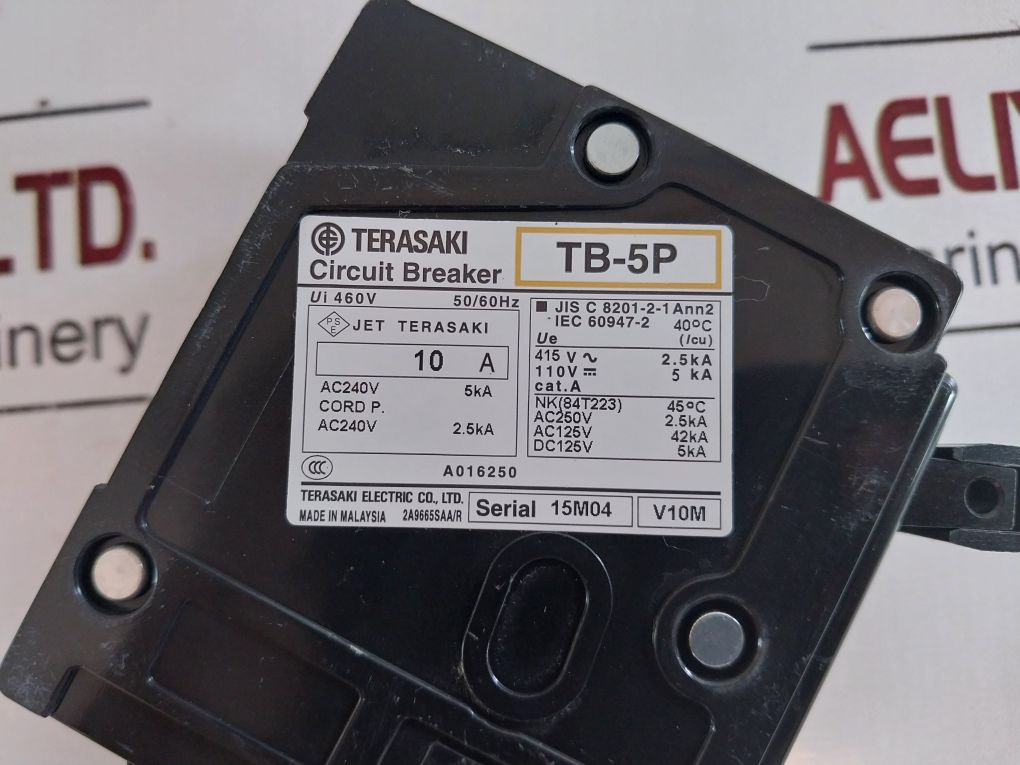 TERASAKI
Circuit Breaker
TB-5P
Ui 460V 50/60Hz
PSE JET TERASAKI
10 A
AC240V 5kA
CORD P.
AC240V 2.5kA
■ JIS C 8201-2-1 Ann2
IEC 60947-2 40°C
Ue (Icu)
415 V ~ 2.5kA
110V ⎓ 5 kA
cat.A
NK(84T223) 45°C
AC250V 2.5kA
AC125V 42kA
DC125V 5kA
CCC A016250
TERASAKI ELECTRIC CO., LTD.
MADE IN MALAYSIA 2A9665SAA/R
Serial 15M04
V10M
LTD.